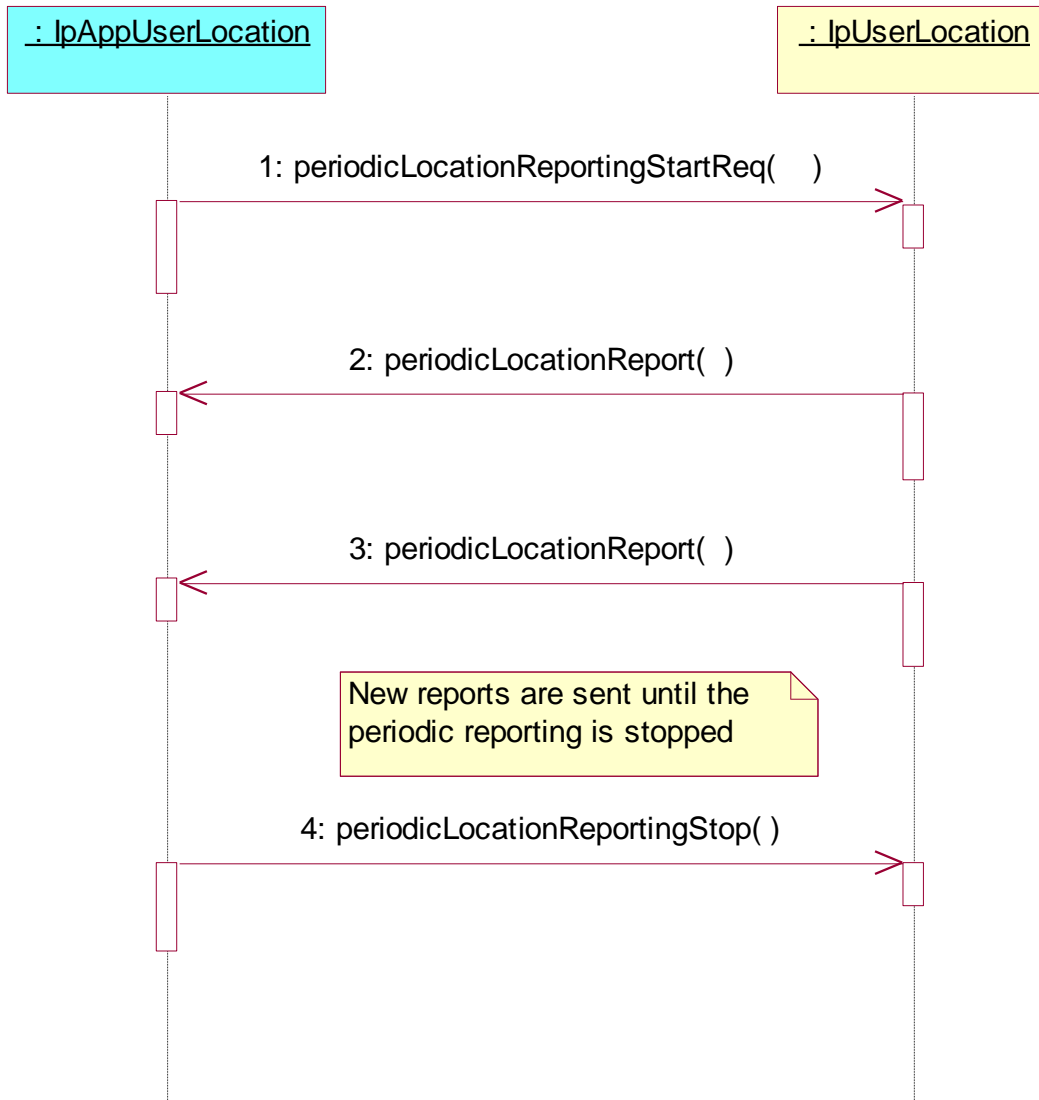 : IpAppUserLocation
: IpUserLocation
1: periodicLocationReportingStartReq(    )
2: periodicLocationReport(  )
3: periodicLocationReport(  )
New reports are sent until the
periodic reporting is stopped
4: periodicLocationReportingStop( )